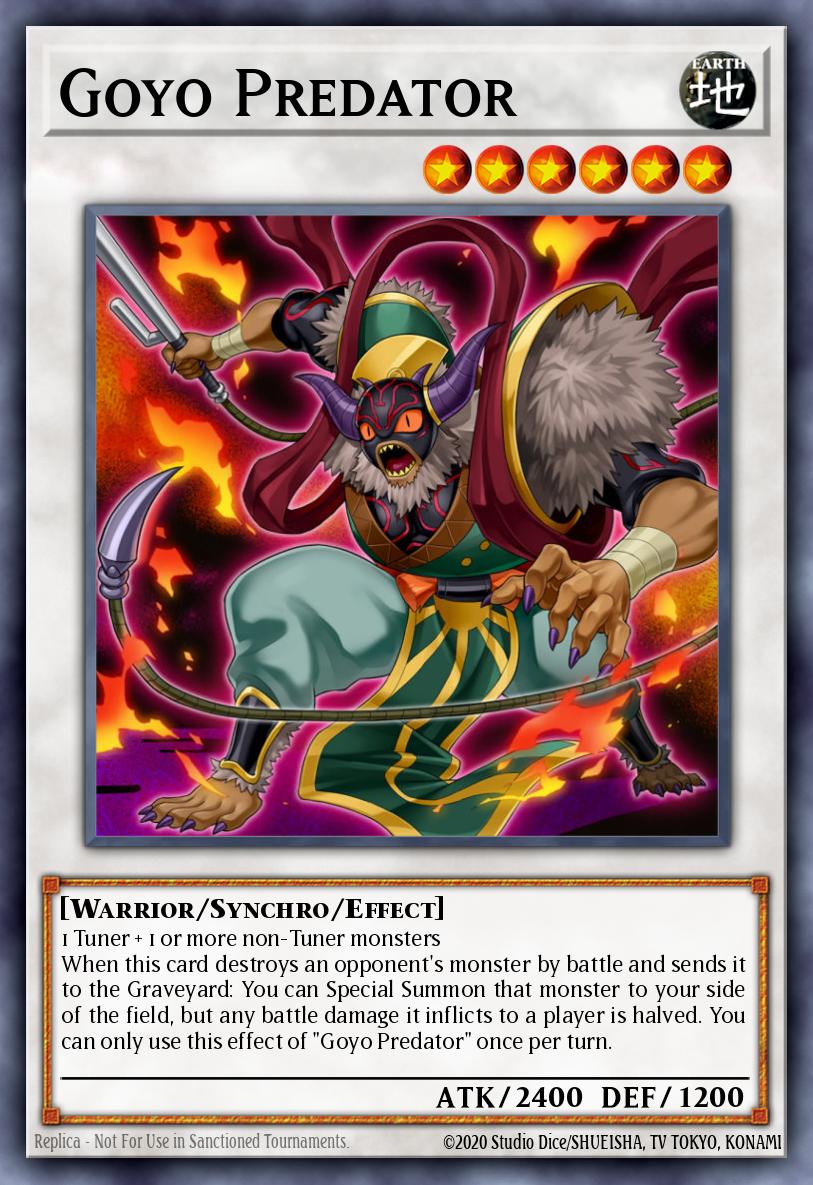 Goyo Predator
EARTH
地
[Warrior/Synchro/Effect]
1 Tuner + 1 or more non-Tuner monsters
When this card destroys an opponent's monster by battle and sends it
to the Graveyard: You can Special Summon that monster to your side
of the field, but any battle damage it inflicts to a player is halved. You
can only use this effect of "Goyo Predator" once per turn.
ATK/2400 DEF/1200
Replica - Not For Use in Sanctioned Tournaments.
©2020 Studio Dice/SHUEISHA, TV TOKYO, KONAMI